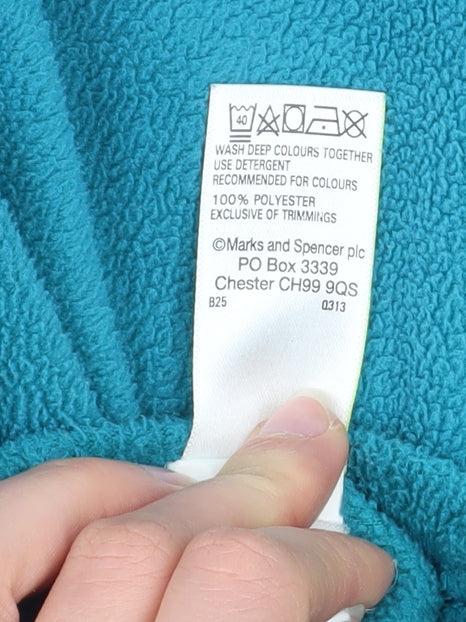 40
WASH DEEP COLOURS TOGETHER
USE DETERGENT
RECOMMENDED FOR COLOURS
100% POLYESTER
EXCLUSIVE OF TRIMMINGS
©Marks and Spencer plc
PO Box 3339
Chester CH99 9QS
B25 0313